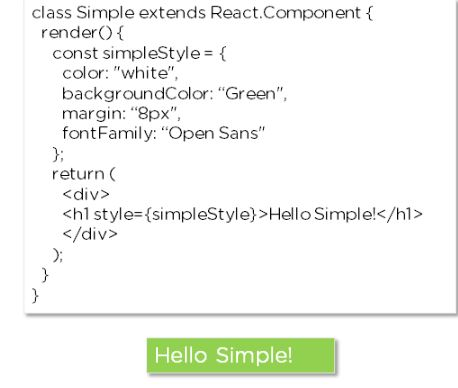 class Simple extends React.Component {
render() {
const simpleStyle = {
color: "white",
backgroundColor: “Green",
margin: “8px",
fontFamily: “Open Sans"
};
return (
<div>
<h1 style={simpleStyle}>Hello Simple!</h1>
</div>
);
}
}
Hello Simple!